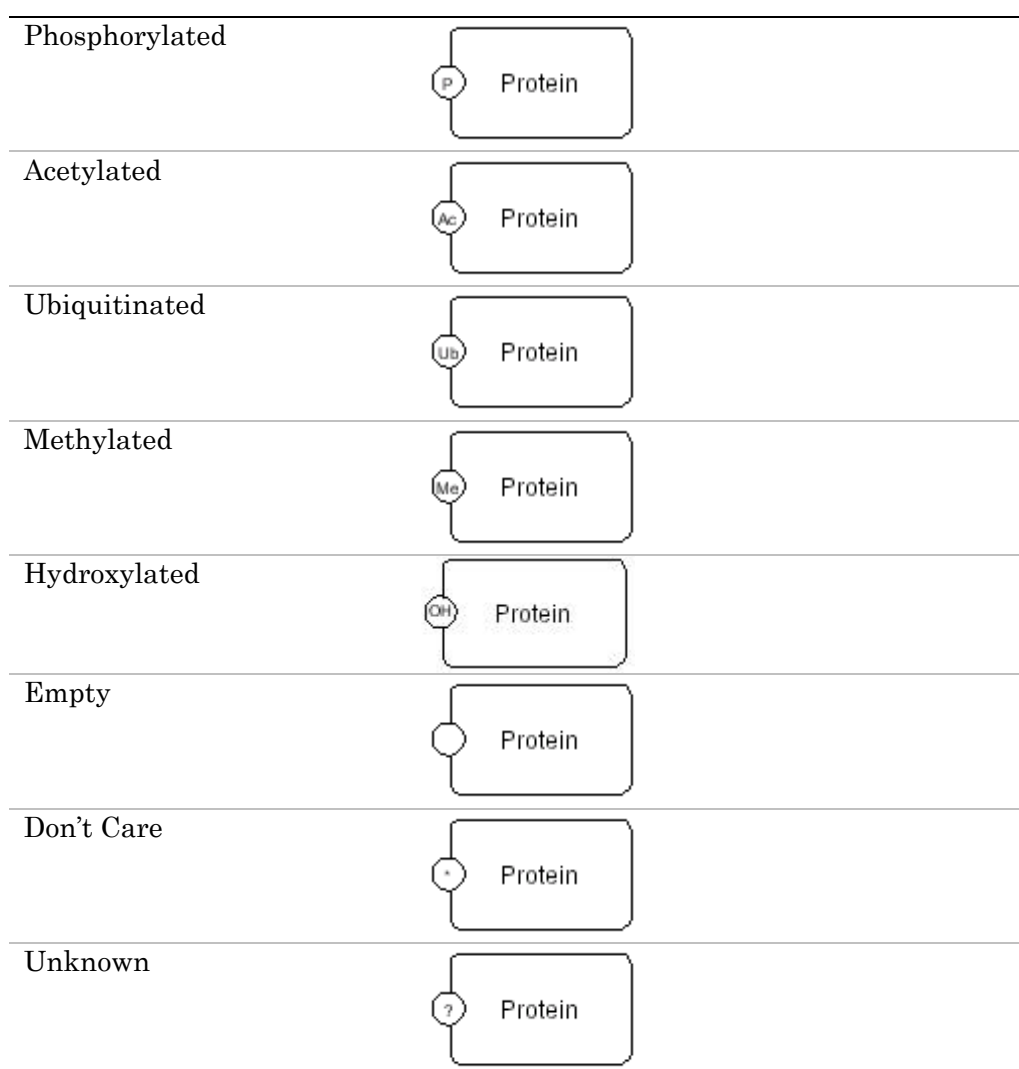 Phosphorylated
P Protein
Acetylated
Ac Protein
Ubiquitinated
Ub Protein
Methylated
Me Protein
Hydroxylated
OH Protein
Empty
Protein
Don't Care
* Protein
Unknown
? Protein